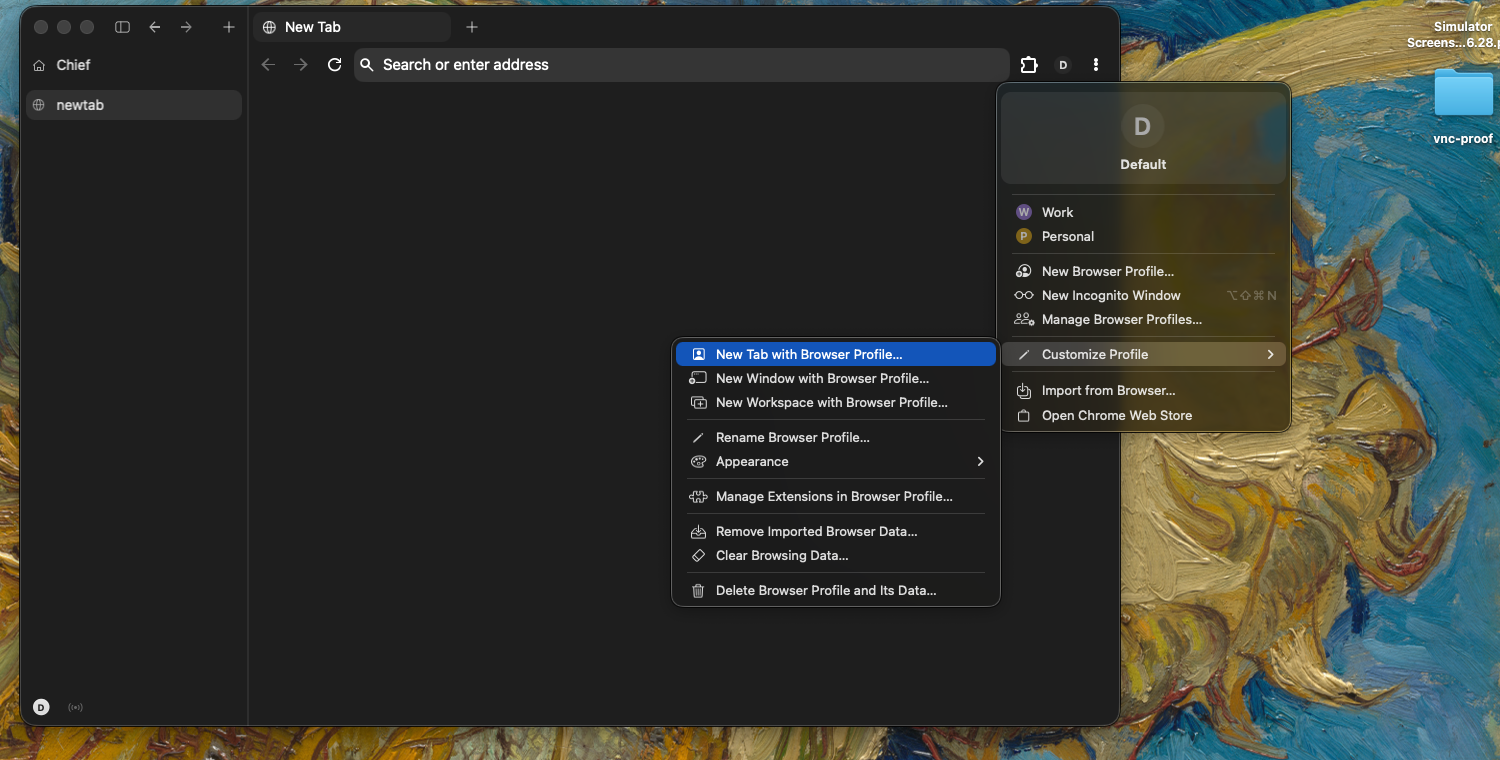 New Tab
Simulator
Screens...6.28.p
Chief
Search or enter address
D
newtab
vnc-proof
D
Default
W Work
P Personal
New Browser Profile...
New Incognito Window ⌥⇧⌘N
Manage Browser Profiles...
Customize Profile
Import from Browser...
Open Chrome Web Store
New Tab with Browser Profile...
New Window with Browser Profile...
New Workspace with Browser Profile...
Rename Browser Profile...
Appearance
Manage Extensions in Browser Profile...
Remove Imported Browser Data...
Clear Browsing Data...
Delete Browser Profile and Its Data...
D